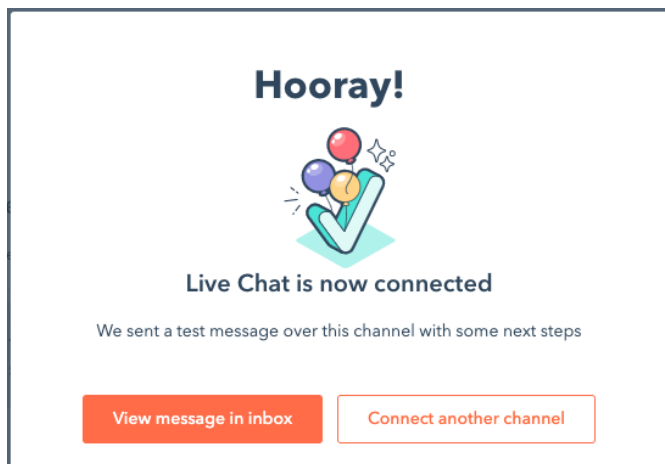 Hooray!
Live Chat is now connected
We sent a test message over this channel with some next steps
View message in inbox
Connect another channel